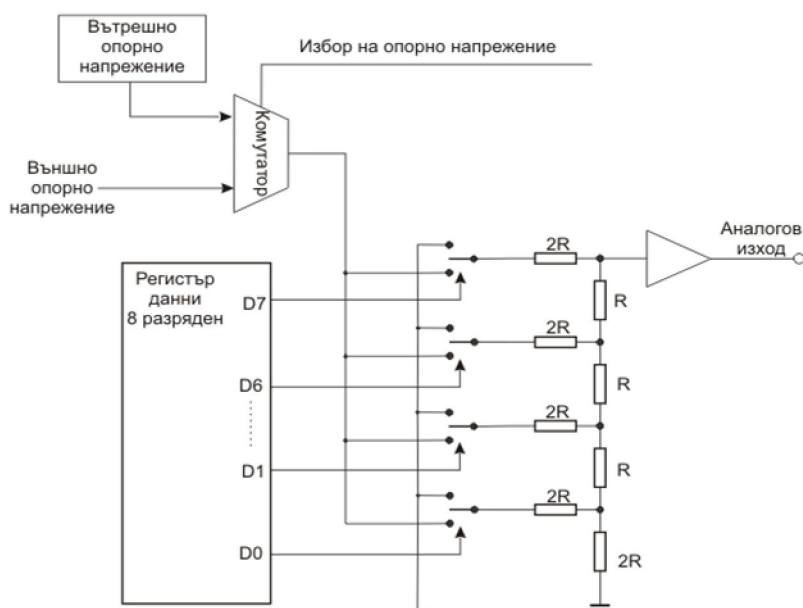 Вътрешно
опорно
напрежение
Избор на опорно напрежение
Комутатор
Външно
опорно
напрежение
Аналогов
изход
2R
Регистър
данни
8 разряден
D7
R
2R
D6
R
2R
D1
R
2R
D0
2R